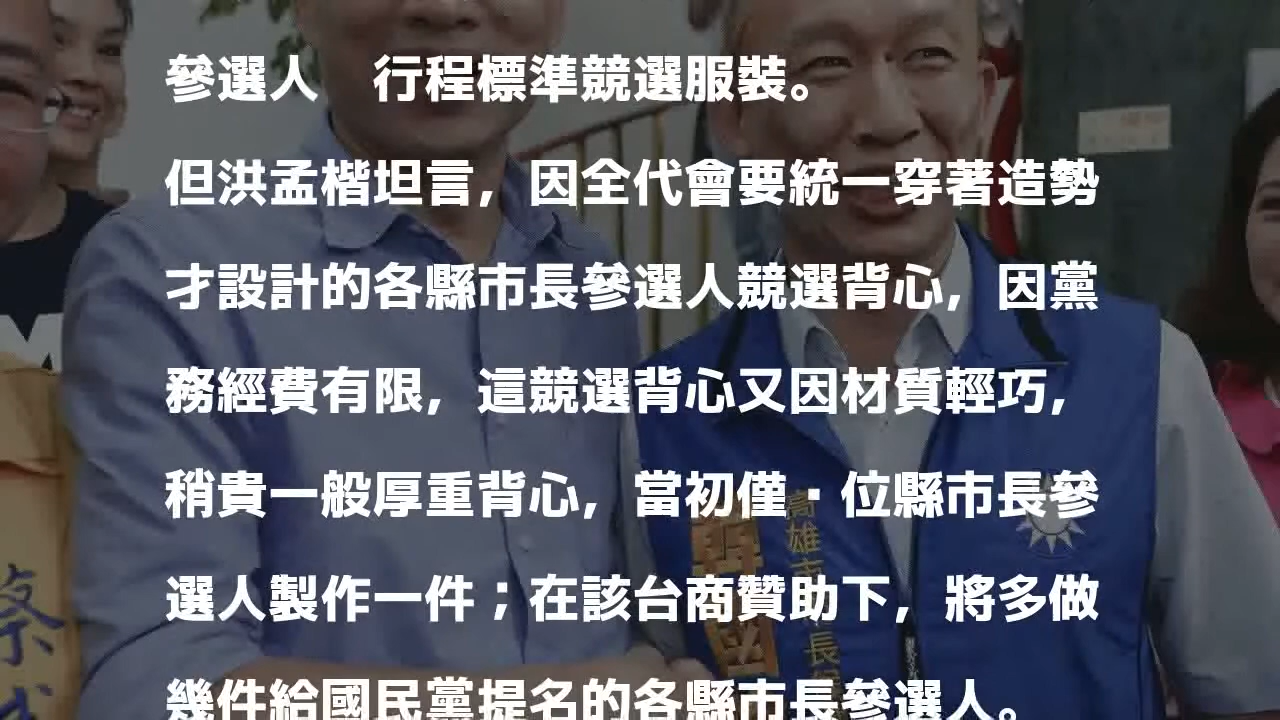 參選人　行程標準競選服裝。
但洪孟楷坦言，因全代會要統一穿著造勢
才設計的各縣市長參選人競選背心，因黨
務經費有限，這競選背心又因材質輕巧，
稍貴一般厚重背心，當初僅▪位縣市長參
選人製作一件；在該台商贊助下，將多做
幾件給國民黨提名的各縣市長參選人。
高雄市
長
蔡